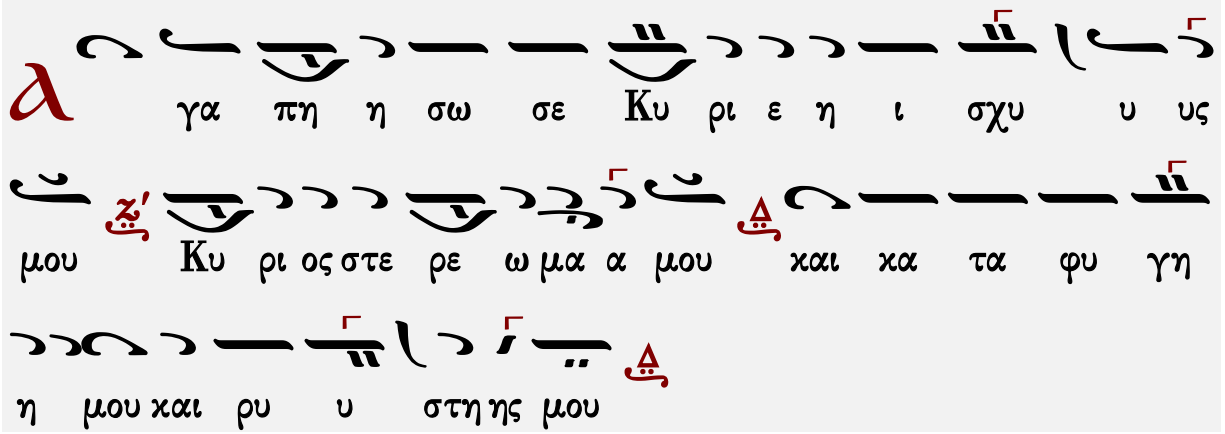 α γα πη η σω σε Κυ ρι ε η ι σχυ υ υς
μου Κυ ρι ος στε ρε ω μα α μου Δ και κα τα φυ γη
η μου και ρυ υ στη ης μου Δ